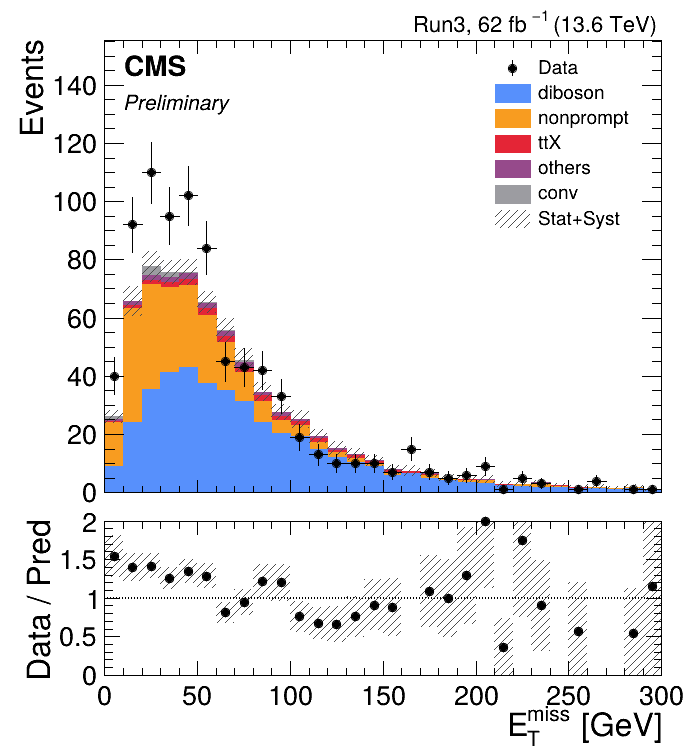 Run3, 62 fb⁻¹ (13.6 TeV)
CMS
Preliminary
Events
140
120
100
80
60
40
20
0
Data
diboson
nonprompt
ttX
others
conv
Stat+Syst
Data / Pred
2
1.5
1
0.5
0
0 50 100 150 200 250 300
E_T^miss [GeV]